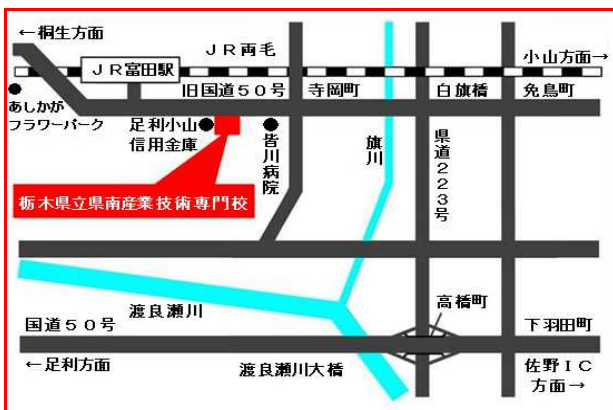 ←桐生方面
ＪＲ両毛
小山方面→
ＪＲ富田駅
あしかが
フラワーパーク
旧国道５０号
寺岡町
白旗橋
免鳥町
足利小山
信用金庫
皆川病院
旗川
県道２２３号
栃木県立県南産業技術専門校
渡良瀬川
高橋町
国道５０号
下羽田町
←足利方面
渡良瀬川大橋
佐野ＩＣ
方面→